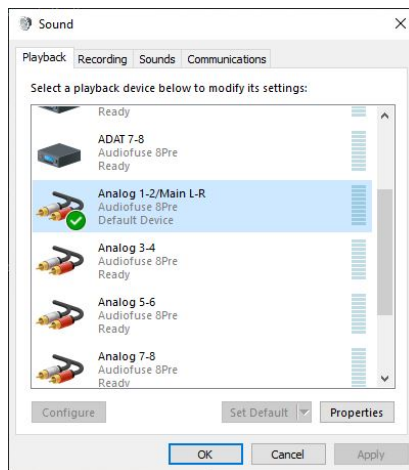 Sound
Playback Recording Sounds Communications
Select a playback device below to modify its settings:
Ready
ADAT 7-8
Audiofuse 8Pre
Ready
Analog 1-2/Main L-R
Audiofuse 8Pre
Default Device
Analog 3-4
Audiofuse 8Pre
Ready
Analog 5-6
Audiofuse 8Pre
Ready
Analog 7-8
Audiofuse 8Pre
Ready
Configure Set Default Properties
OK Cancel Apply